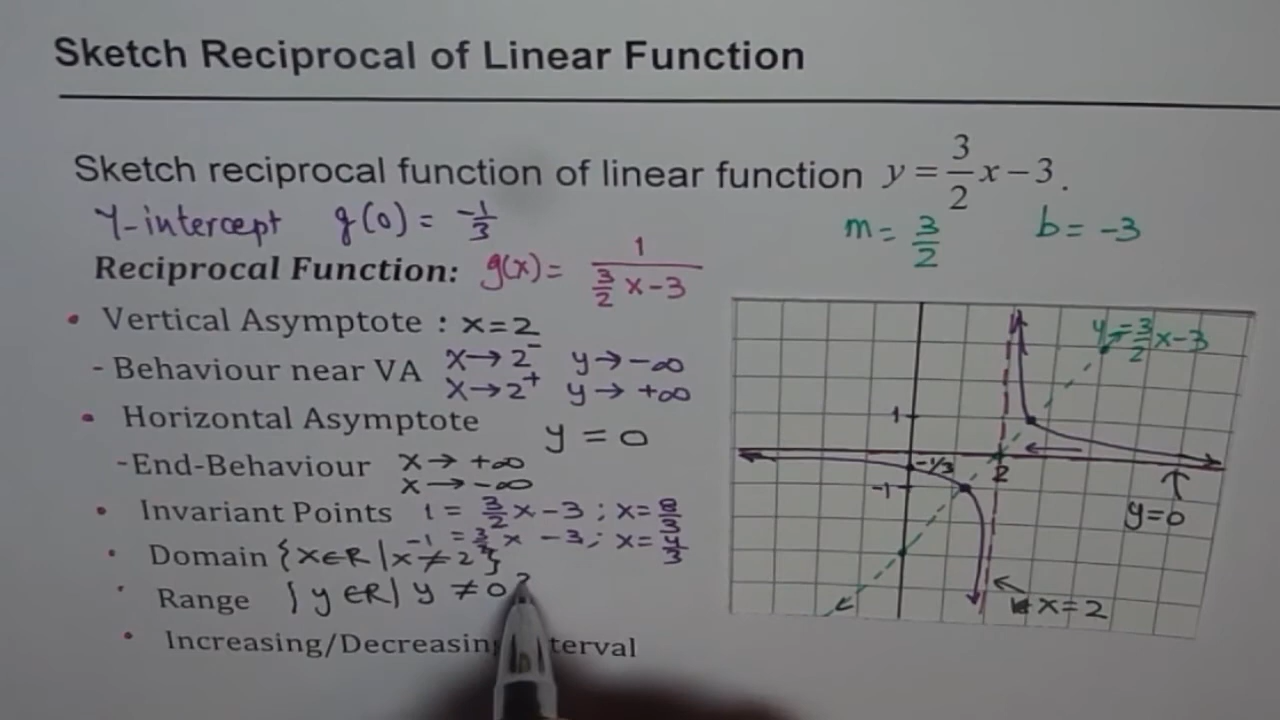 Sketch Reciprocal of Linear Function
Sketch reciprocal function of linear function y = 3/2 x − 3.
Y-intercept g(0) = -1/3
m = 3/2 b = -3
Reciprocal Function: g(x) = 1/(3/2 x - 3)
• Vertical Asymptote : x = 2
- Behaviour near VA x → 2⁻ y → -∞
x → 2⁺ y → +∞
• Horizontal Asymptote y = 0
-End-Behaviour x → +∞
x → -∞
• Invariant Points 1 = 3/2 x - 3 ; x = 8/3
-1 = 3/2 x - 3 ; x = 4/3
• Domain {x ∈ R | x ≠ 2}
• Range { y ∈ R | y ≠ 0
• Increasing/Decreasing
y = 3/2 x - 3
1
-1/3
2
-1
y = 0
x = 2